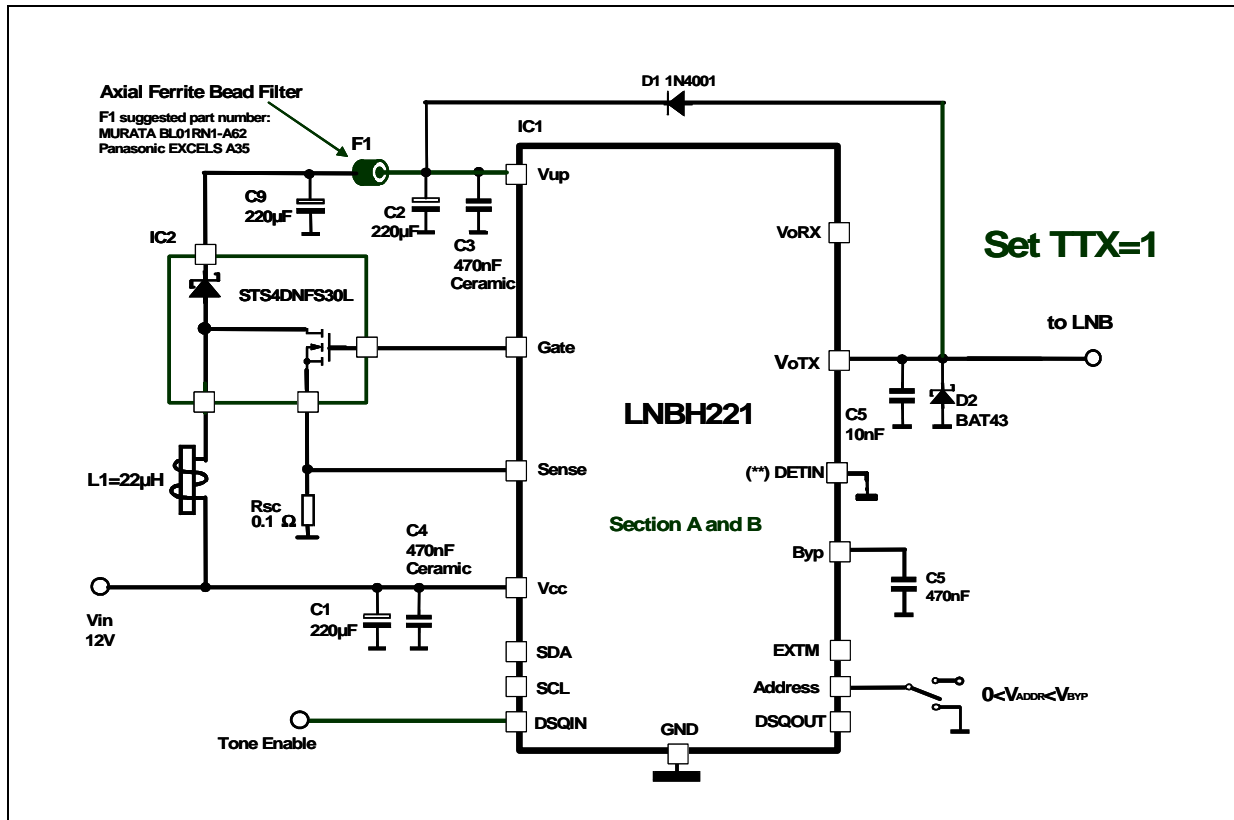 D1 1N4001
Axial Ferrite Bead Filter
F1 suggested part number:
MURATA BL01RN1-A62
Panasonic EXCELS A35
F1
IC1
Vup
C9
220µF
C2
220µF
C3
470nF
Ceramic
VoRX
Set TTX=1
IC2
STS4DNFS30L
to LNB
Gate
VoTX
LNBH221
C5
10nF
D2
BAT43
L1=22µH
Sense
(**) DETIN
Rsc
0.1 Ω
Section A and B
C4
470nF
Ceramic
Byp
C5
470nF
Vcc
Vin
12V
C1
220µF
SDA
EXTM
SCL
Address
0<VADDR<VBYP
DSQIN
DSQOUT
Tone Enable
GND